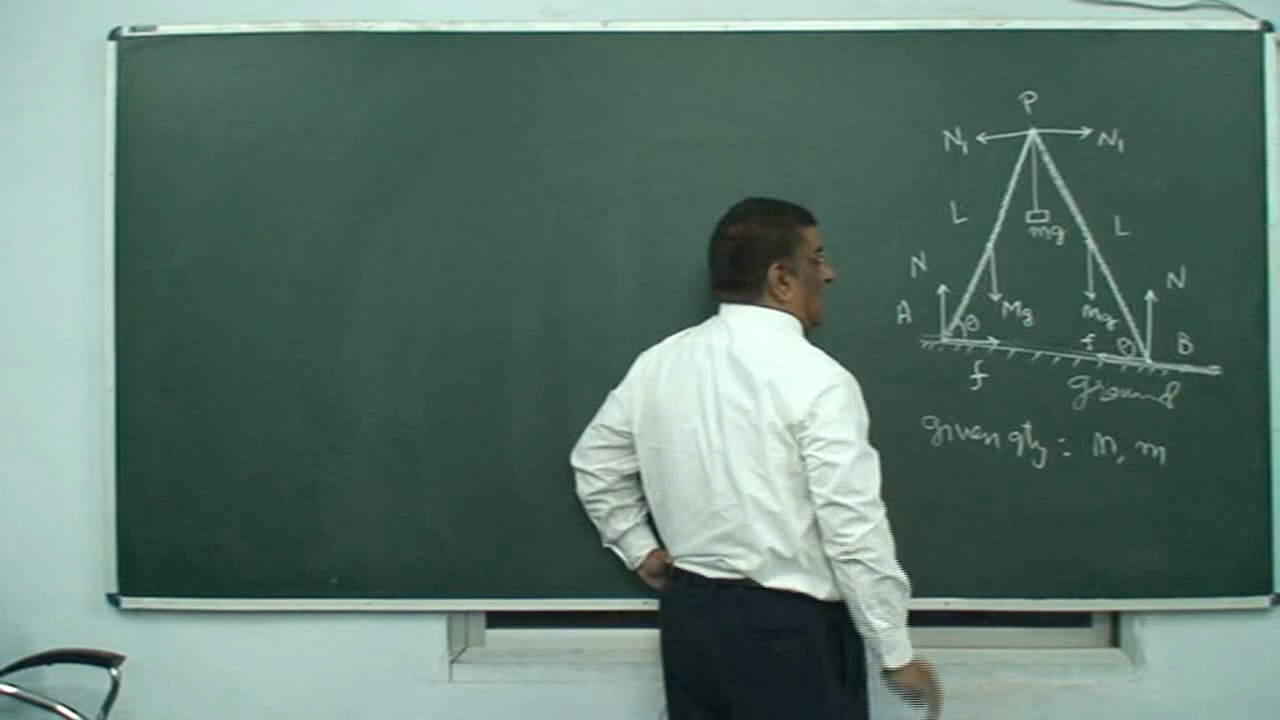 P
N₁ N₁
L L
mg
N N
A Mg Mg B
θ f θ
f ground
given qty = M, m